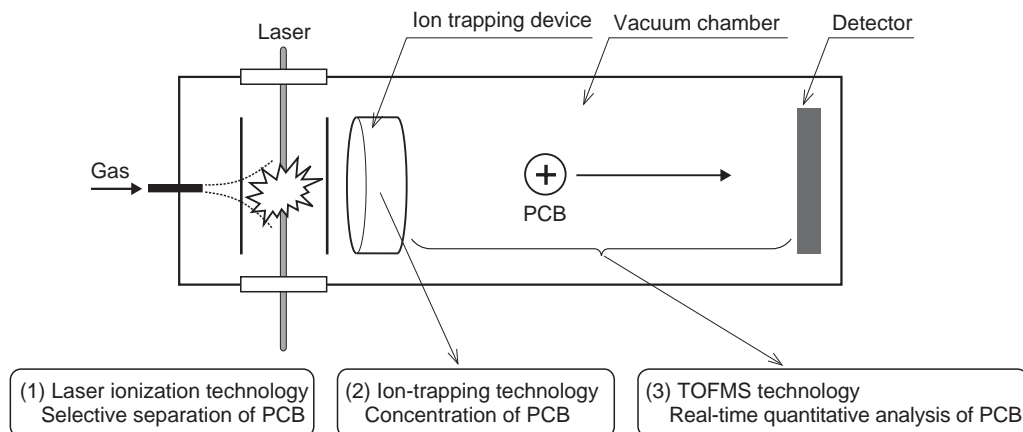 Ion trapping device
Vacuum chamber
Detector
Laser
Gas
+
PCB
(1) Laser ionization technology
Selective separation of PCB
(2) Ion-trapping technology
Concentration of PCB
(3) TOFMS technology
Real-time quantitative analysis of PCB